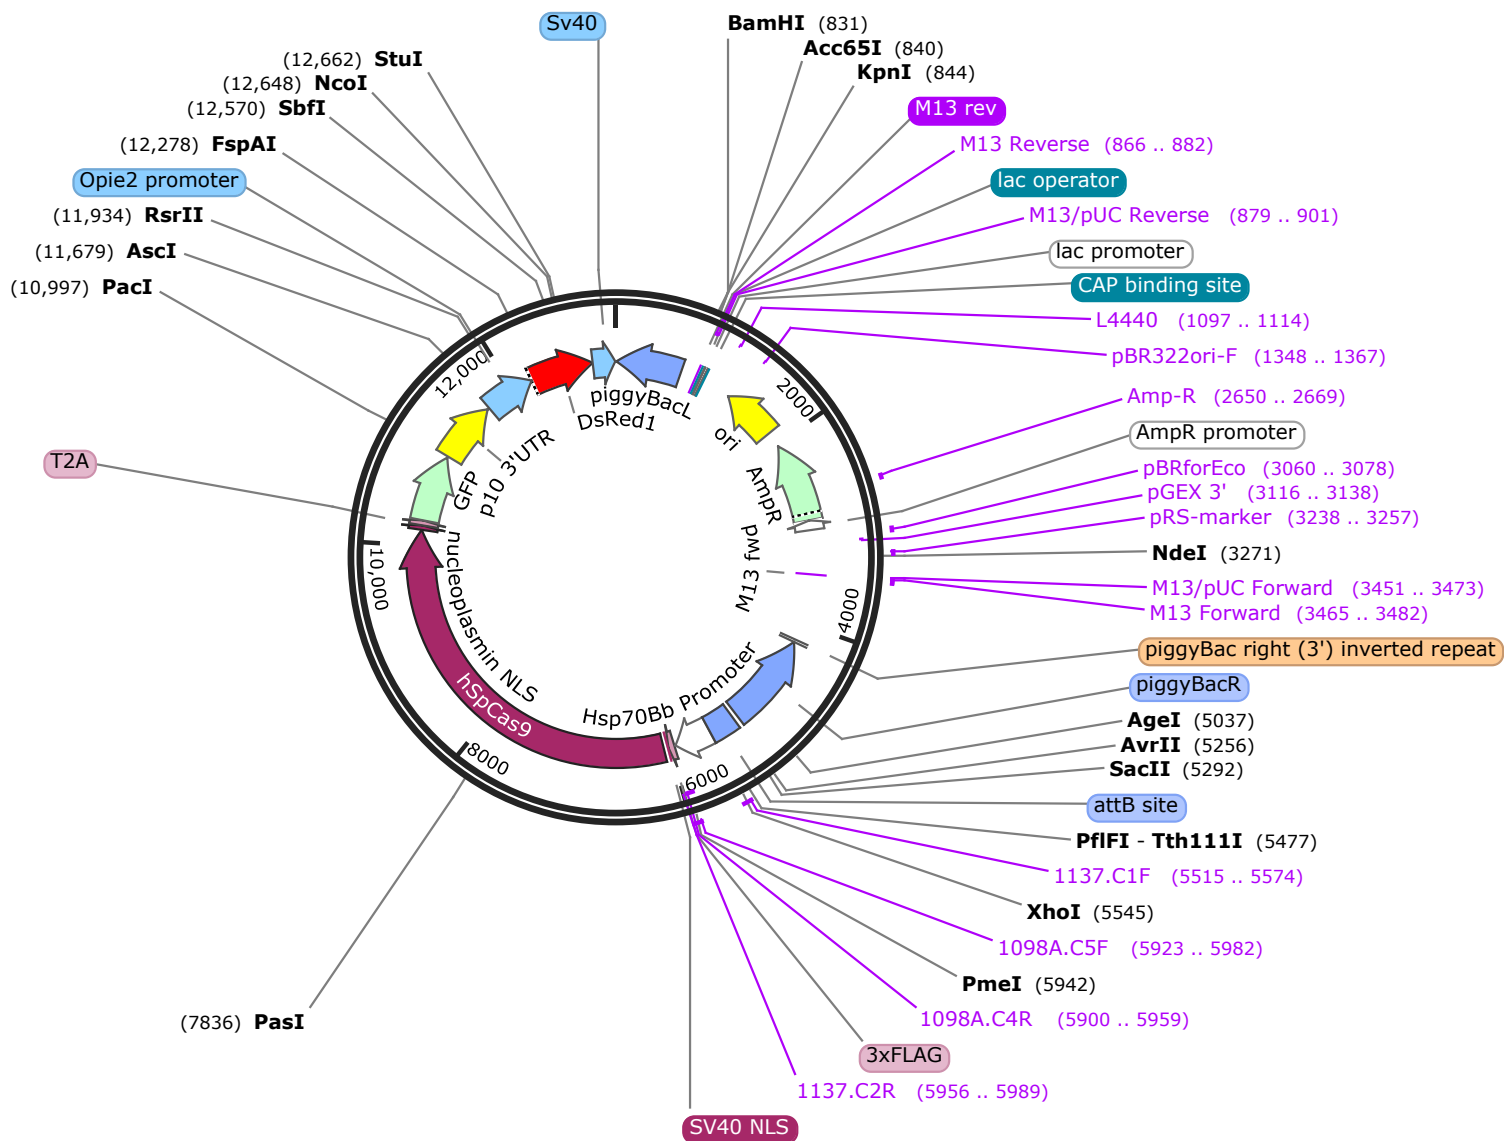 Sv40
BamHI (831)
Acc65I (840)
KpnI (844)
M13 rev
M13 Reverse (866 .. 882)
lac operator
M13/pUC Reverse (879 .. 901)
lac promoter
CAP binding site
L4440 (1097 .. 1114)
pBR322ori-F (1348 .. 1367)
Amp-R (2650 .. 2669)
AmpR promoter
pBRforEco (3060 .. 3078)
pGEX 3' (3116 .. 3138)
pRS-marker (3238 .. 3257)
NdeI (3271)
M13/pUC Forward (3451 .. 3473)
M13 Forward (3465 .. 3482)
piggyBac right (3') inverted repeat
piggyBacR
AgeI (5037)
AvrII (5256)
SacII (5292)
attB site
PflFI - Tth111I (5477)
1137.C1F (5515 .. 5574)
XhoI (5545)
1098A.C5F (5923 .. 5982)
PmeI (5942)
1098A.C4R (5900 .. 5959)
3xFLAG
1137.C2R (5956 .. 5989)
SV40 NLS
(7836) PasI
T2A
(10,997) PacI
(11,679) AscI
(11,934) RsrII
Opie2 promoter
(12,278) FspAI
(12,570) SbfI
(12,648) NcoI
(12,662) StuI
2000
4000
6000
8000
10,000
12,000
piggyBacL
DsRed1
ori
AmpR
M13 fwd
Hsp70Bb Promoter
hSpCas9
nucleoplasmin NLS
GFP
p10 3'UTR